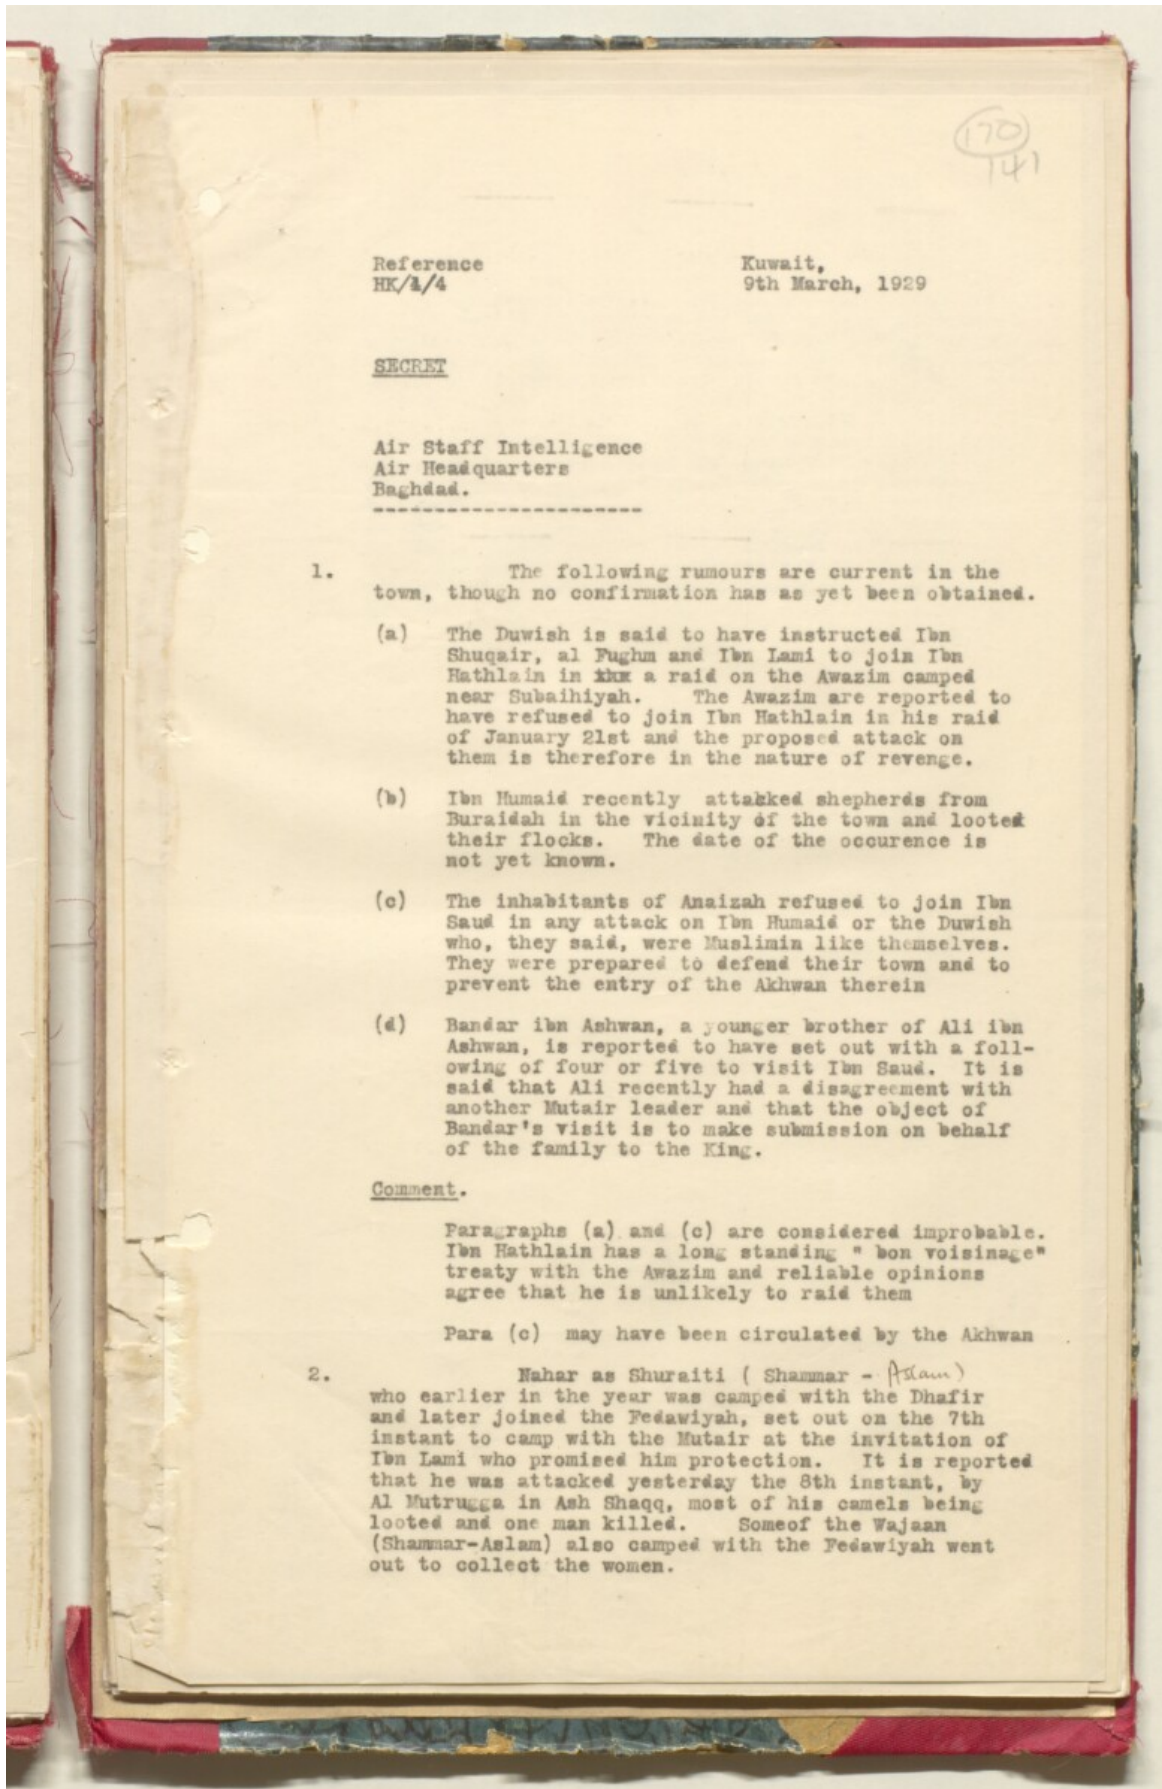 170
141
Reference
HK/1/4
Kuwait,
9th March, 1929
SECRET
Air Staff Intelligence
Air Headquarters
Baghdad.
----------------------
1. The following rumours are current in the
town, though no confirmation has as yet been obtained.
(a) The Duwish is said to have instructed Ibn
Shuqair, al Fughm and Ibn Lami to join Ibn
Hathlain in a raid on the Awazim camped
near Subaihiyah. The Awazim are reported to
have refused to join Ibn Hathlain in his raid
of January 21st and the proposed attack on
them is therefore in the nature of revenge.
(b) Ibn Humaid recently attakked shepherds from
Buraidah in the vicinity of the town and looted
their flocks. The date of the occurence is
not yet known.
(c) The inhabitants of Anaizah refused to join Ibn
Saud in any attack on Ibn Humaid or the Duwish
who, they said, were Muslimin like themselves.
They were prepared to defend their town and to
prevent the entry of the Akhwan therein
(d) Bandar ibn Ashwan, a younger brother of Ali ibn
Ashwan, is reported to have set out with a foll-
owing of four or five to visit Ibn Saud. It is
said that Ali recently had a disagreement with
another Mutair leader and that the object of
Bandar's visit is to make submission on behalf
of the family to the King.
Comment.
Paragraphs (a) and (c) are considered improbable.
Ibn Hathlain has a long standing " bon voisinage"
treaty with the Awazim and reliable opinions
agree that he is unlikely to raid them
Para (c) may have been circulated by the Akhwan
2. Nahar as Shuraiti ( Shammar - Aslam)
who earlier in the year was camped with the Dhafir
and later joined the Fedawiyah, set out on the 7th
instant to camp with the Mutair at the invitation of
Ibn Lami who promised him protection. It is reported
that he was attacked yesterday the 8th instant, by
Al Mutrugga in Ash Shaqq, most of his camels being
looted and one man killed. Someof the Wajaan
(Shammar-Aslam) also camped with the Fedawiyah went
out to collect the women.